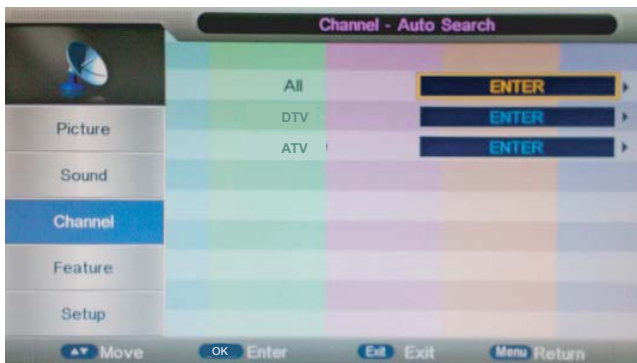 Channel - Auto Search
All ENTER
DTV ENTER
ATV ENTER
Picture
Sound
Channel
Feature
Setup
Move OK Enter Exit Exit Menu Return